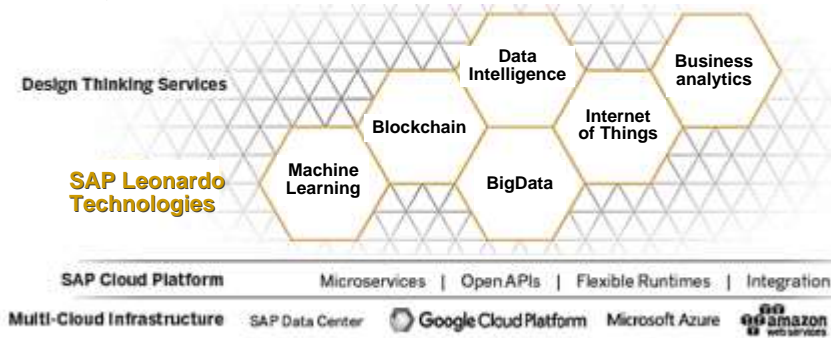 Data
Intelligence
Business
analytics
Design Thinking Services
Blockchain
Internet
of Things
Machine
Learning
BigData
SAP Leonardo
Technologies
SAP Cloud Platform
Microservices | Open APIs | Flexible Runtimes | Integration
Multi-Cloud Infrastructure SAP Data Center Google Cloud Platform Microsoft Azure amazon
web services